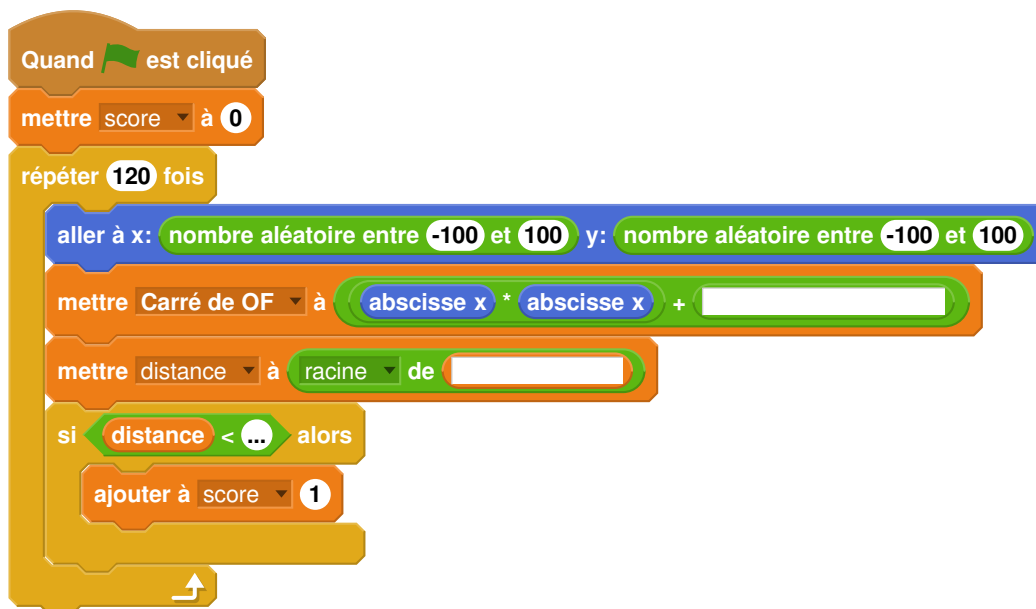 Quand est cliqué
mettre score à 0
répéter 120 fois
aller à x: nombre aléatoire entre -100 et 100 y: nombre aléatoire entre -100 et 100
mettre Carré de OF à abscisse x * abscisse x +
mettre distance à racine de
si distance < ... alors
ajouter à score 1